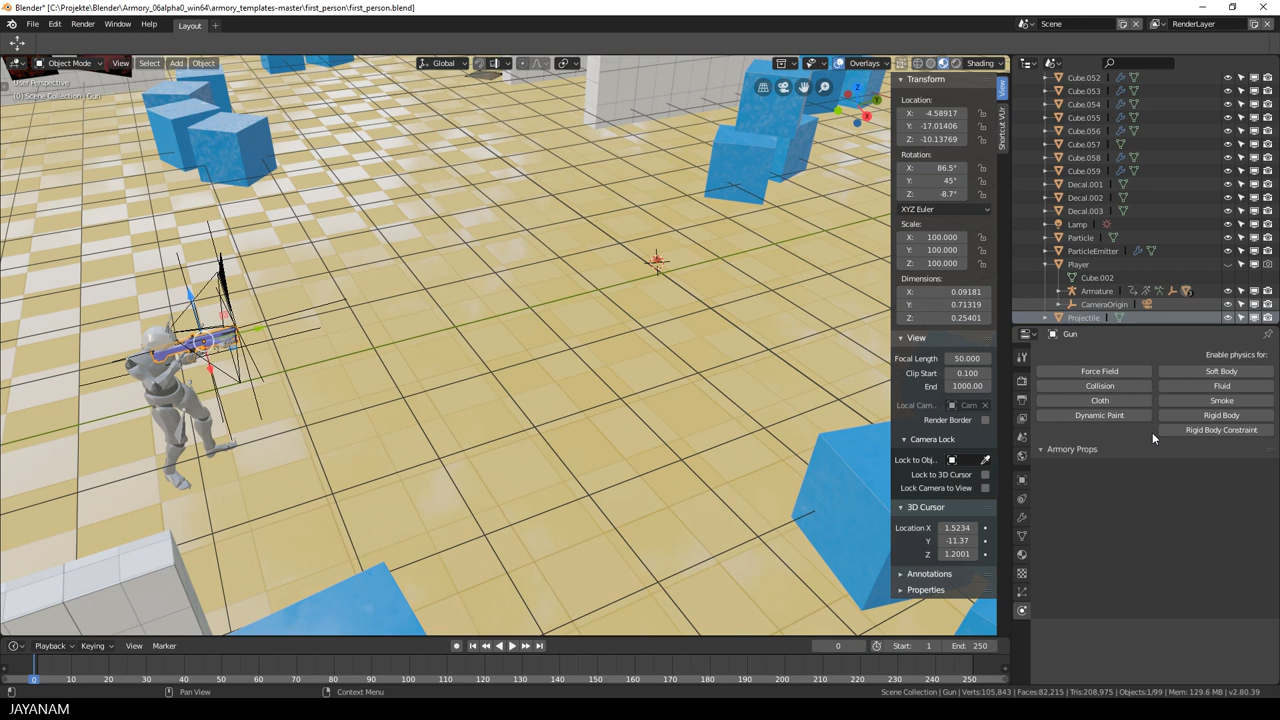 Blender* [C:\Projekte\Blender\Armory_06alpha0_win64\armory_templates-master\first_person\first_person.blend]
File Edit Render Window Help Layout Scene RenderLayer
Object Mode View Select Add Object Global Overlays Shading
User Perspective
(0) Scene Collection | Gun
Transform
Location:
X: -4.58917
Y: -17.01406
Z: -10.13769
Rotation:
X: 86.5°
Y: 45°
Z: -8.7°
XYZ Euler
Scale:
X: 100.000
Y: 100.000
Z: 100.000
Dimensions:
X: 0.09181
Y: 0.71319
Z: 0.25401
View
Focal Length 50.000
Clip Start 0.100
End 1000.00
Local Cam.. Cam
Render Border
Camera Lock
Lock to Obj..
Lock to 3D Cursor
Lock Camera to View
3D Cursor
Location X 1.5234
Y -11.37
Z 1.2001
Annotations
Properties
View
Shortcut VUr
Cube.052
Cube.053
Cube.054
Cube.055
Cube.056
Cube.057
Cube.058
Cube.059
Decal.001
Decal.002
Decal.003
Lamp
Particle
ParticleEmitter
Player
Cube.002
Armature
CameraOrigin
Projectile
Gun
Enable physics for:
Force Field Soft Body
Collision Fluid
Cloth Smoke
Dynamic Paint Rigid Body
Rigid Body Constraint
Armory Props
Playback Keying View Marker 0 Start: 1 End: 250
0 10 20 30 40 50 60 70 80 90 100 110 120 130 140 150 160 170 180 190 200 210 220 230 240 250
Pan View Context Menu Scene Collection | Gun | Verts:105,843 | Faces:82,215 | Tris:208,975 | Objects:1/99 | Mem: 129.6 MB | v2.80.39
JAYANAM